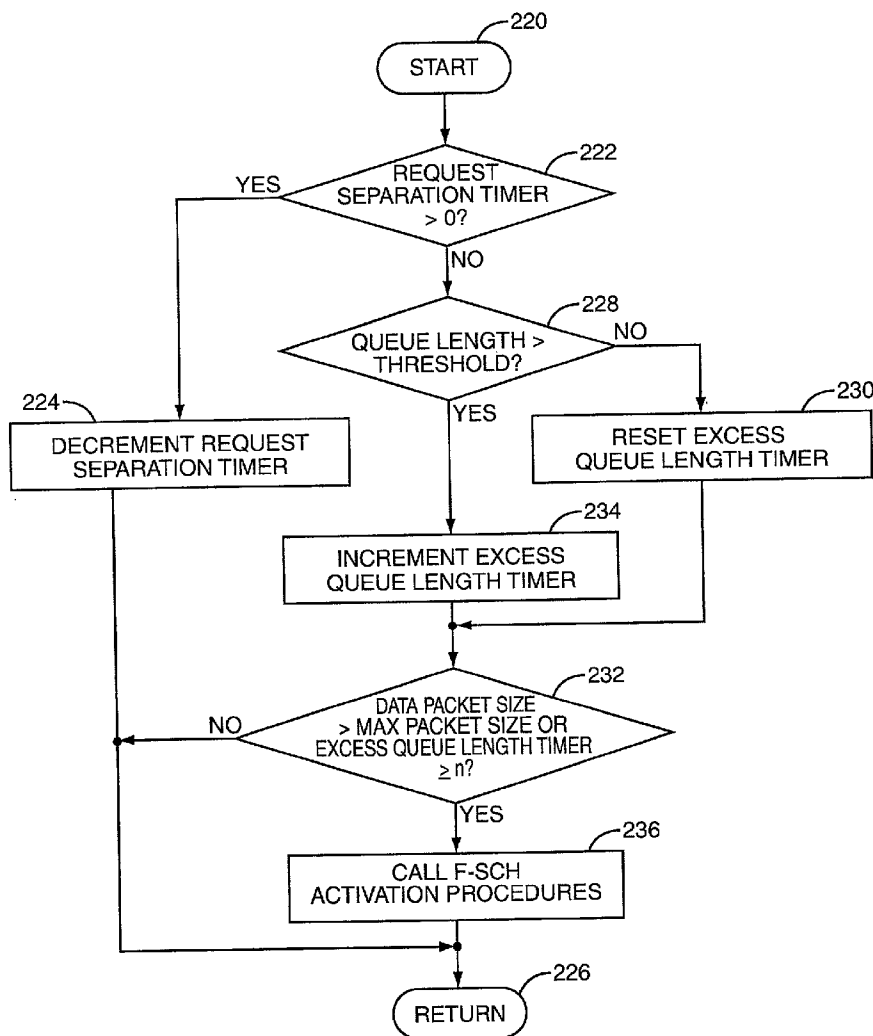 220
START
222
REQUEST
SEPARATION TIMER
> 0?
YES
NO
228
QUEUE LENGTH >
THRESHOLD?
NO
YES
224
DECREMENT REQUEST
SEPARATION TIMER
230
RESET EXCESS
QUEUE LENGTH TIMER
234
INCREMENT EXCESS
QUEUE LENGTH TIMER
232
DATA PACKET SIZE
> MAX PACKET SIZE OR
EXCESS QUEUE LENGTH TIMER
≥ n?
NO
YES
236
CALL F-SCH
ACTIVATION PROCEDURES
226
RETURN